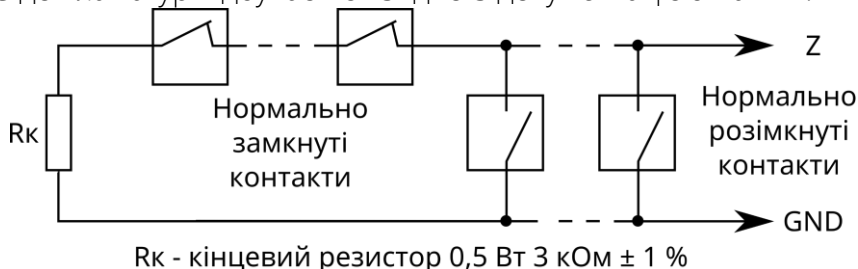 Z
Нормально
замкнуті
контакти
Нормально
розімкнуті
контакти
Rк
GND
Rк - кінцевий резистор 0,5 Вт 3 кОм ± 1 %